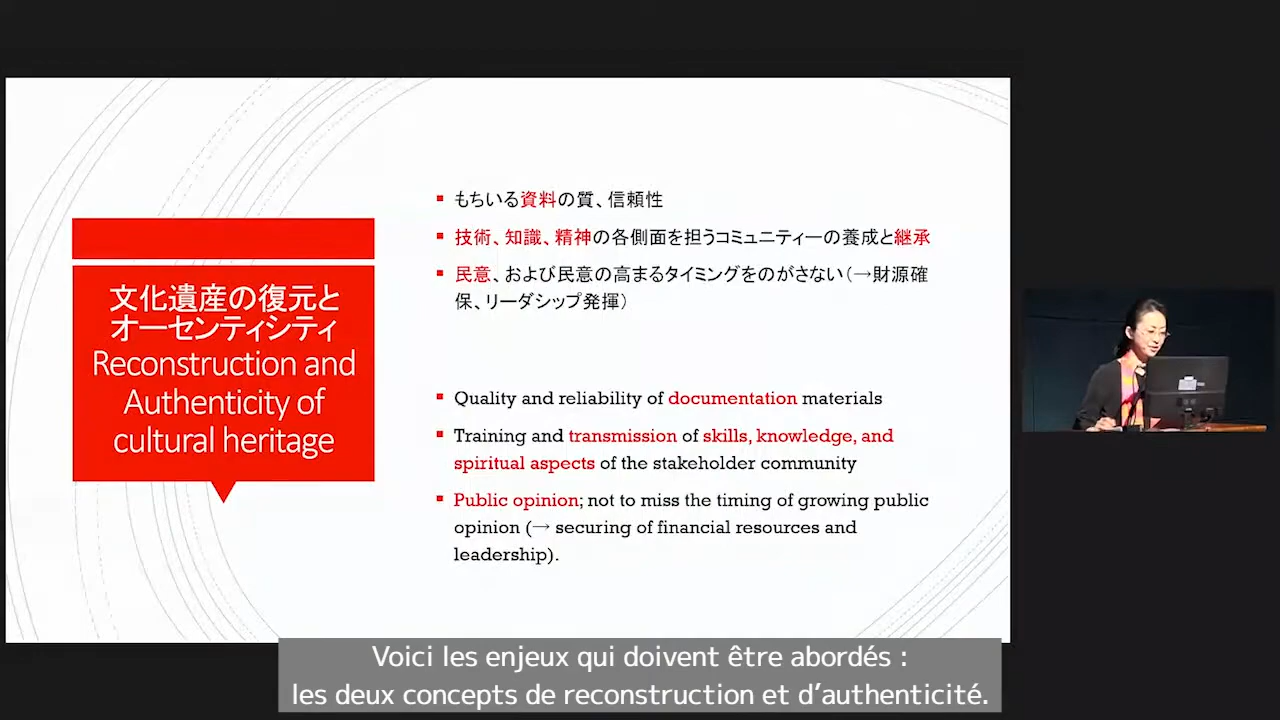 文化遺産の復元と
オーセンティシティ
Reconstruction and
Authenticity of
cultural heritage
もちいる資料の質、信頼性
技術、知識、精神の各側面を担うコミュニティーの養成と継承
民意、および民意の高まるタイミングをのがさない（→財源確
保、リーダシップ発揮）
Quality and reliability of documentation materials
Training and transmission of skills, knowledge, and
spiritual aspects of the stakeholder community
Public opinion; not to miss the timing of growing public
opinion (→ securing of financial resources and
leadership).
Voici les enjeux qui doivent être abordés :
les deux concepts de reconstruction et d’authenticité.